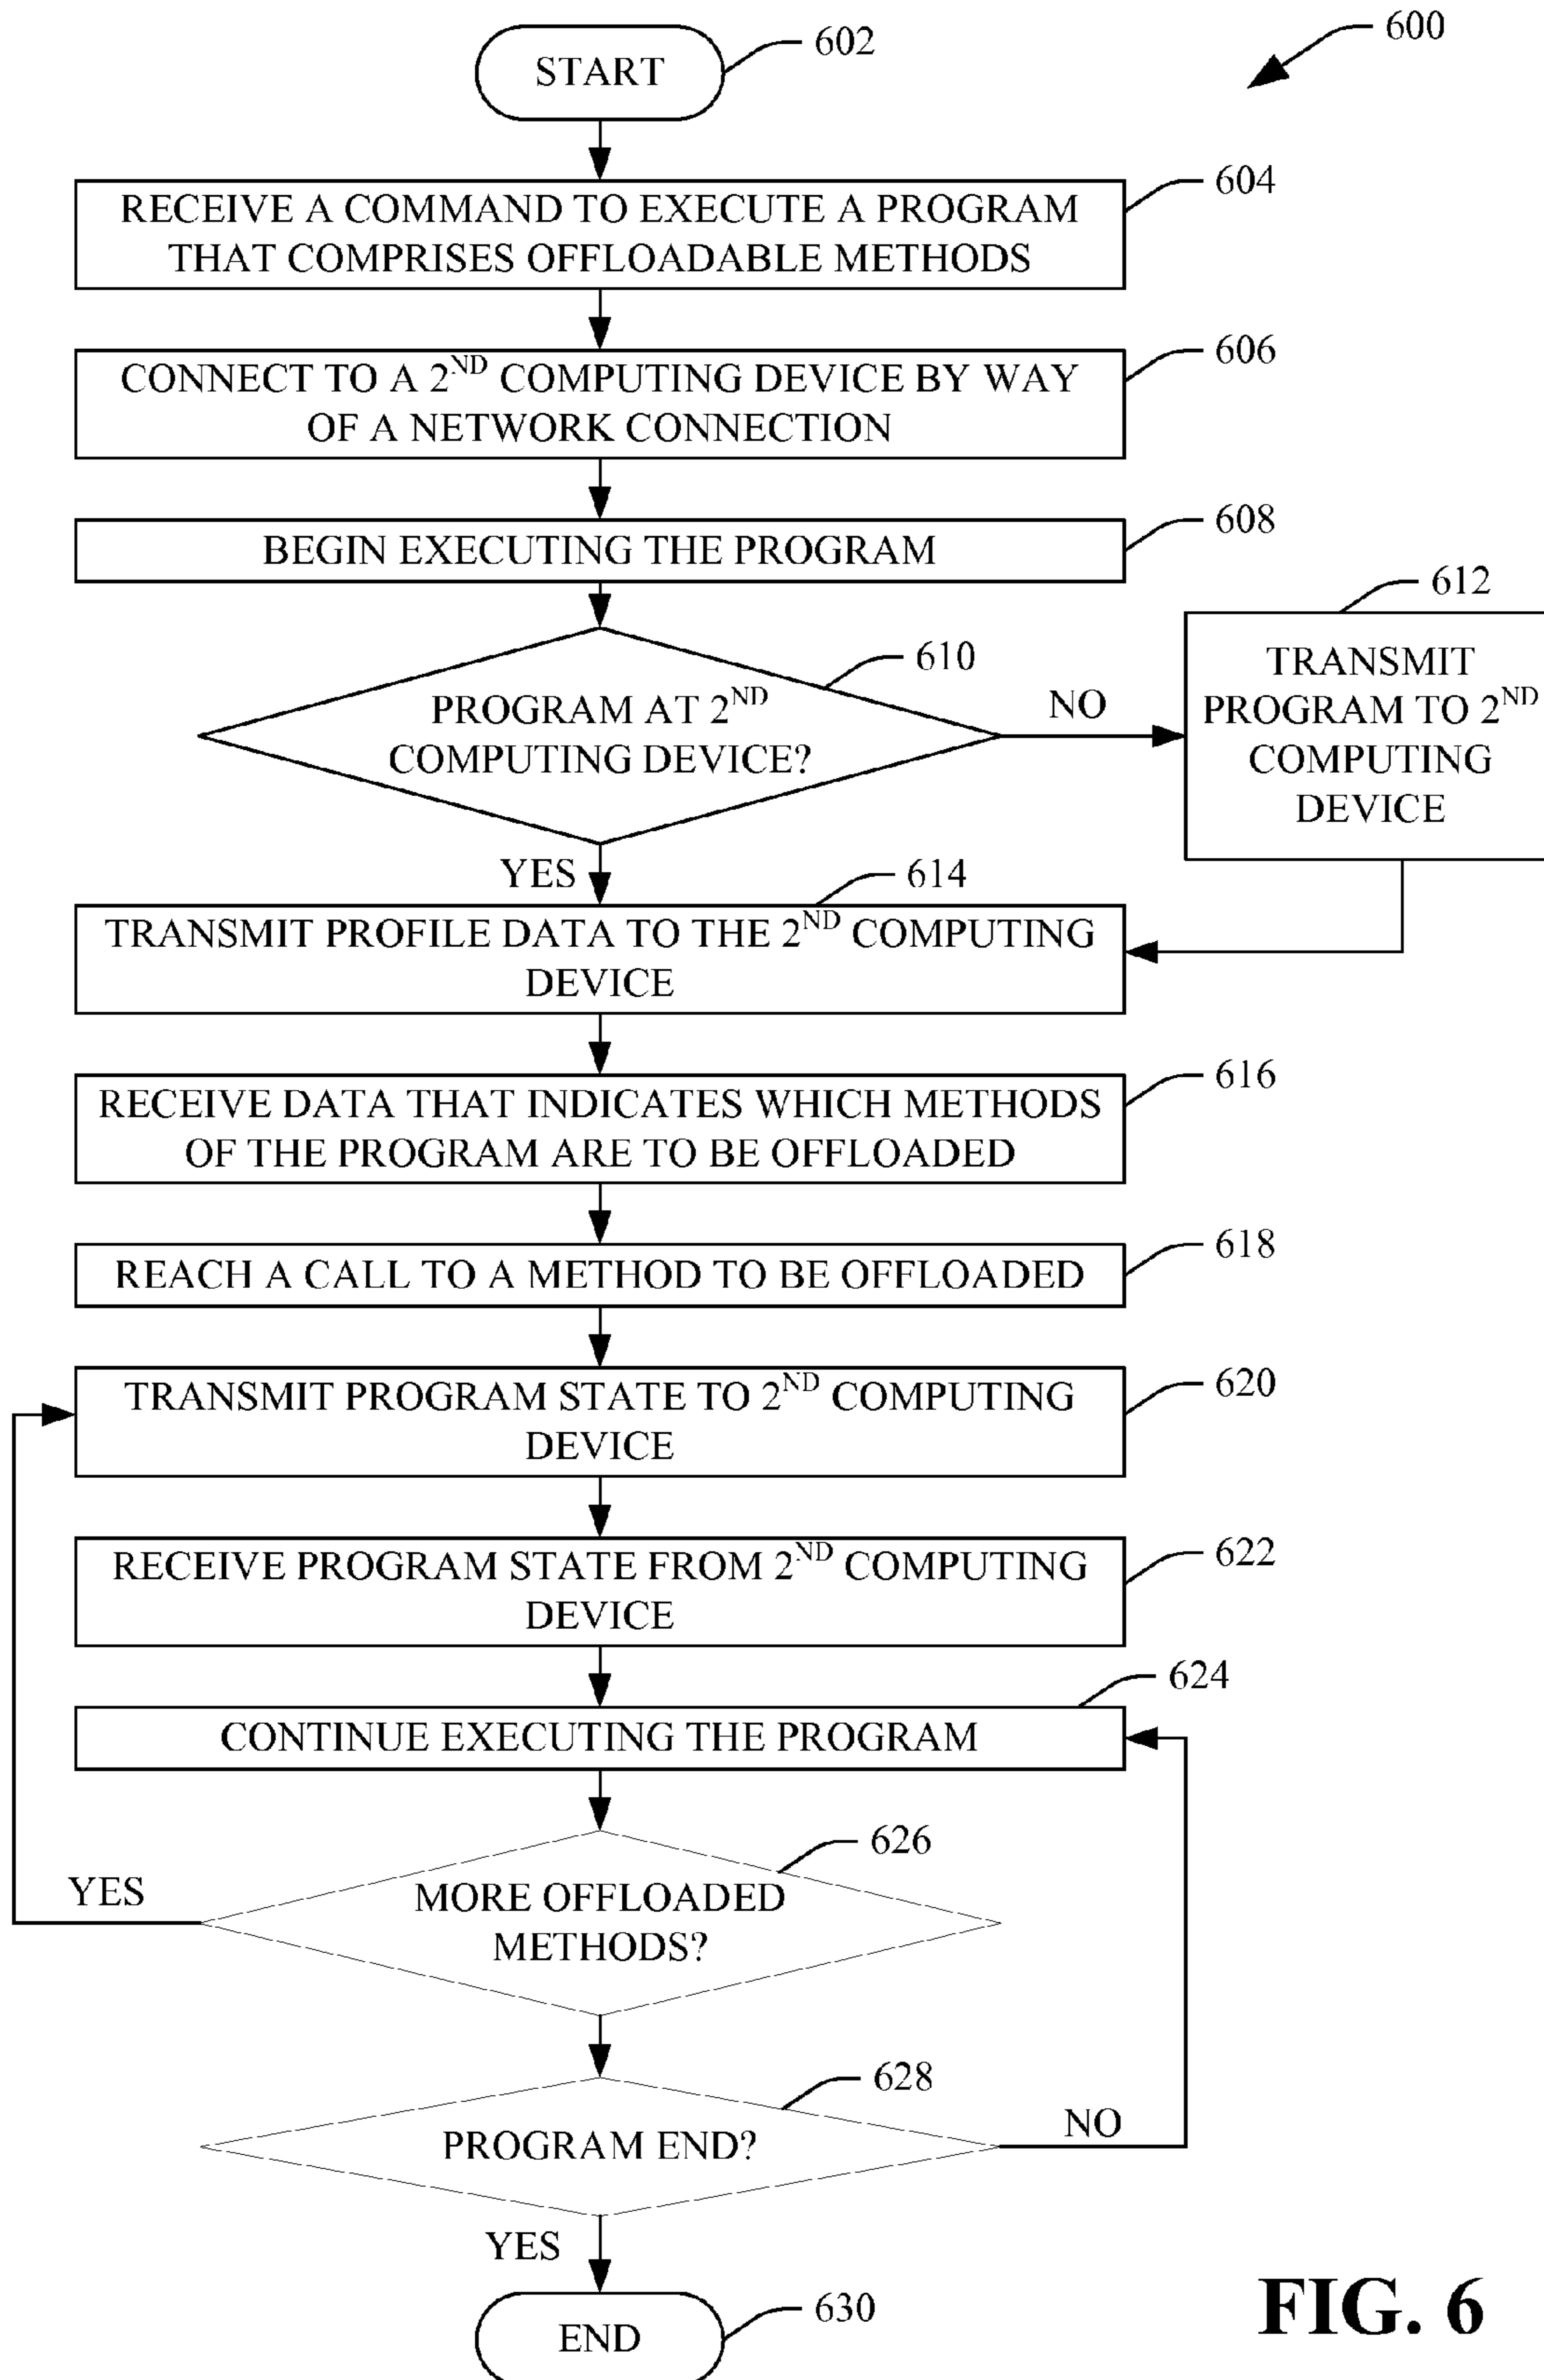 600
START
602
RECEIVE A COMMAND TO EXECUTE A PROGRAM
THAT COMPRISES OFFLOADABLE METHODS
604
CONNECT TO A 2ND COMPUTING DEVICE BY WAY
OF A NETWORK CONNECTION
606
BEGIN EXECUTING THE PROGRAM
608
PROGRAM AT 2ND
COMPUTING DEVICE?
610
NO
612
TRANSMIT
PROGRAM TO 2ND
COMPUTING
DEVICE
YES
614
TRANSMIT PROFILE DATA TO THE 2ND COMPUTING
DEVICE
RECEIVE DATA THAT INDICATES WHICH METHODS
OF THE PROGRAM ARE TO BE OFFLOADED
616
REACH A CALL TO A METHOD TO BE OFFLOADED
618
TRANSMIT PROGRAM STATE TO 2ND COMPUTING
DEVICE
620
RECEIVE PROGRAM STATE FROM 2ND COMPUTING
DEVICE
622
624
CONTINUE EXECUTING THE PROGRAM
626
YES
MORE OFFLOADED
METHODS?
628
PROGRAM END?
NO
YES
END
630
FIG. 6